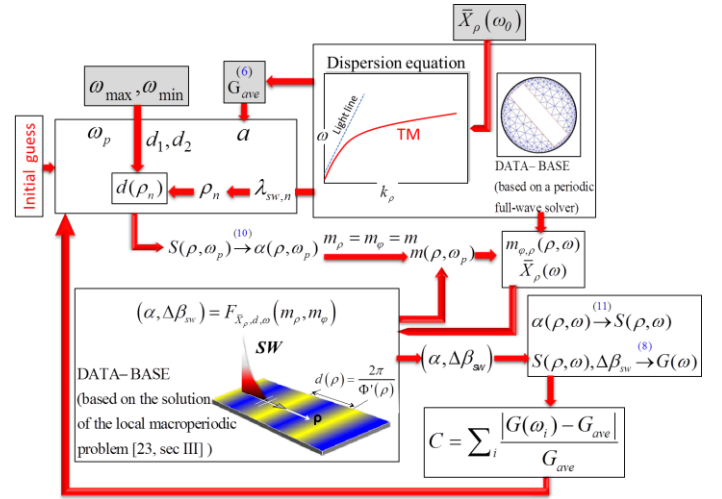 X̄ρ(ω0)
(6)
Gave
ωmax, ωmin
Dispersion equation
Light line
ω
TM
kρ
DATA– BASE
(based on a periodic
full-wave solver)
Initial guess
ωp
d1, d2
a
d(ρn)
ρn
λsw,n
S(ρ,ωp) (10)→ α(ρ,ωp)
mρ = mφ = m
m(ρ,ωp)
mφ,ρ(ρ,ω)
X̄ρ(ω)
(α,Δβsw) = FX̄ρ,d,ω(mρ,mφ)
SW
d(ρ) = 2π/Φ'(ρ)
ρ
DATA– BASE
(based on the solution
of the local macroperiodic
problem [23, sec III] )
(α,Δβsw)
α(ρ,ω) (11)→ S(ρ,ω)
S(ρ,ω),Δβsw (8)→ G(ω)
C = ∑i |G(ωi) – Gave| / Gave